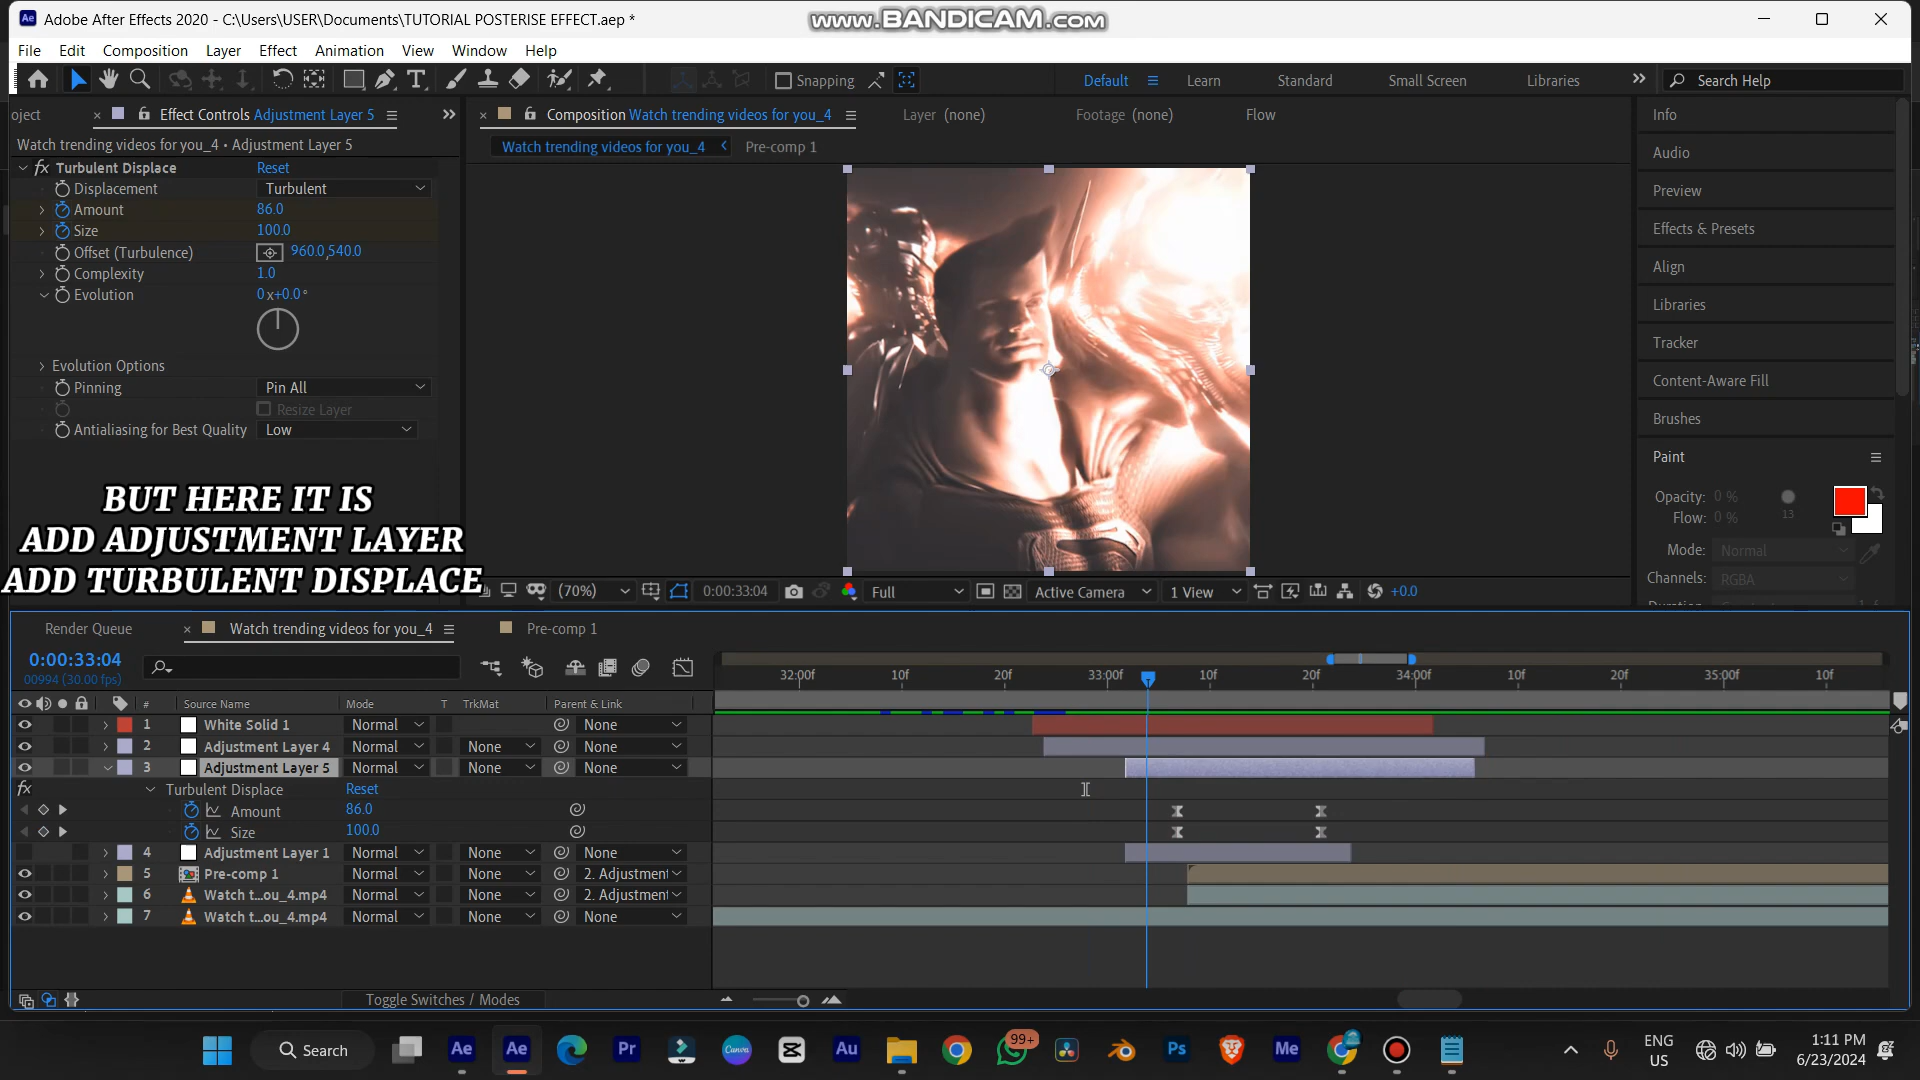 Adobe After Effects 2020 - C:\Users\USER\Documents\TUTORIAL POSTERISE EFFECT.aep *
www.BANDICAM.com
File Edit Composition Layer Effect Animation View Window Help
Snapping Default Learn Standard Small Screen Libraries Search Help
oject Effect Controls Adjustment Layer 5
Composition Watch trending videos for you_4 Layer (none) Footage (none) Flow
Watch trending videos for you_4 • Adjustment Layer 5
Watch trending videos for you_4 Pre-comp 1
fx Turbulent Displace Reset
Displacement Turbulent
Amount 86.0
Size 100.0
Offset (Turbulence) 960.0,540.0
Complexity 1.0
Evolution 0x+0.0°
Evolution Options
Pinning Pin All
Resize Layer
Antialiasing for Best Quality Low
BUT HERE IT IS
ADD ADJUSTMENT LAYER
ADD TURBULENT DISPLACE
Info
Audio
Preview
Effects & Presets
Align
Libraries
Tracker
Content-Aware Fill
Brushes
Paint
Opacity: 0 %
Flow: 0 % 13
Mode: Normal
Channels: RGBA
(70%) 0:00:33:04 Full Active Camera 1 View +0.0
Render Queue Watch trending videos for you_4 Pre-comp 1
0:00:33:04
00994 (30.00 fps)
32:00f 10f 20f 33:00f 10f 20f 34:00f 10f 20f 35:00f 10f
# Source Name Mode T TrkMat Parent & Link
1 White Solid 1 Normal None
2 Adjustment Layer 4 Normal None None
3 Adjustment Layer 5 Normal None None
fx Turbulent Displace Reset
Amount 86.0
Size 100.0
4 Adjustment Layer 1 Normal None None
5 Pre-comp 1 Normal None 2. Adjustment
6 Watch t...ou_4.mp4 Normal None 2. Adjustment
7 Watch t...ou_4.mp4 Normal None None
Toggle Switches / Modes
Search
Ae Ae Pr Au 99+ Ps Me
ENG
US
1:11 PM
6/23/2024